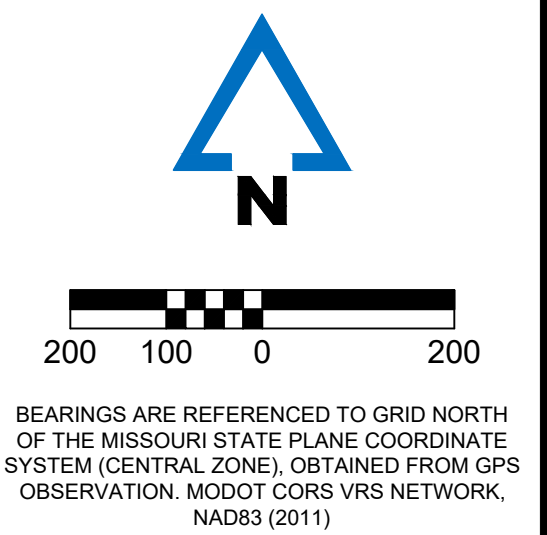 N
200 100 0 200
BEARINGS ARE REFERENCED TO GRID NORTH
OF THE MISSOURI STATE PLANE COORDINATE
SYSTEM (CENTRAL ZONE), OBTAINED FROM GPS
OBSERVATION. MODOT CORS VRS NETWORK,
NAD83 (2011)